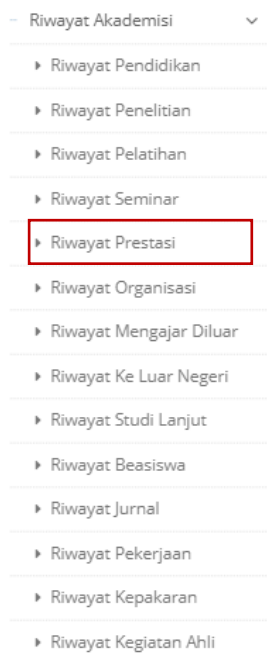 Riwayat Akademisi
Riwayat Pendidikan
Riwayat Penelitian
Riwayat Pelatihan
Riwayat Seminar
Riwayat Prestasi
Riwayat Organisasi
Riwayat Mengajar Diluar
Riwayat Ke Luar Negeri
Riwayat Studi Lanjut
Riwayat Beasiswa
Riwayat Jurnal
Riwayat Pekerjaan
Riwayat Kepakaran
Riwayat Kegiatan Ahli